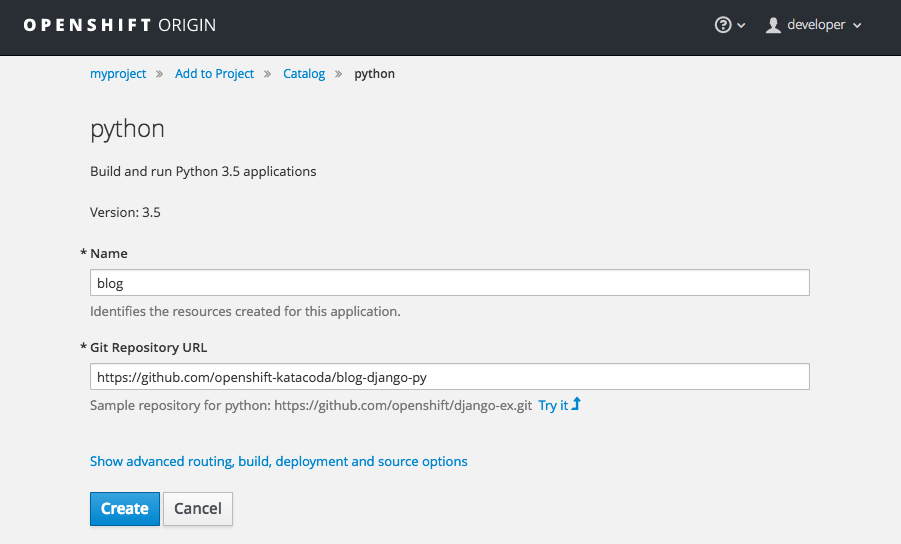 OPENSHIFT ORIGIN
developer
myproject » Add to Project » Catalog » python
python
Build and run Python 3.5 applications
Version: 3.5
* Name
blog
Identifies the resources created for this application.
* Git Repository URL
https://github.com/openshift-katacoda/blog-django-py
Sample repository for python: https://github.com/openshift/django-ex.git Try it
Show advanced routing, build, deployment and source options
Create Cancel